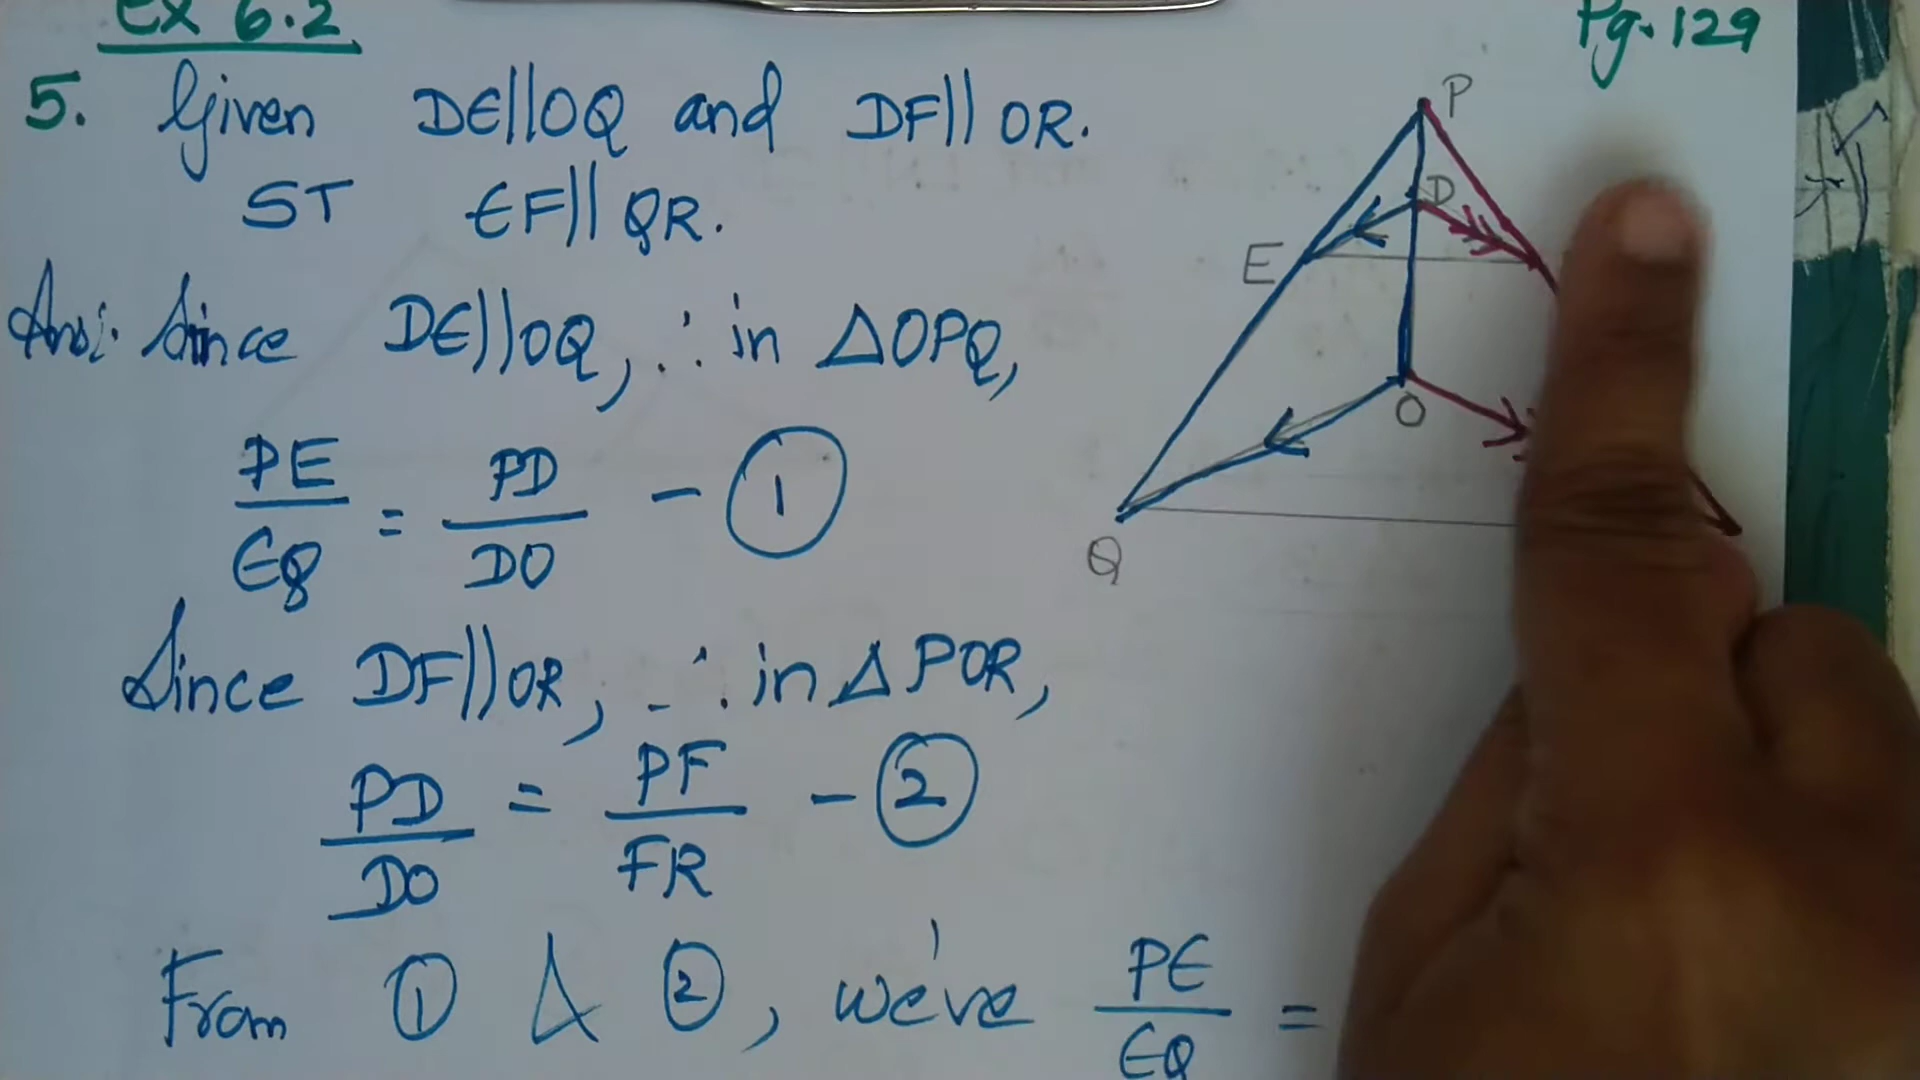 Ex 6.2
Pg. 129
5. Given DE||OQ and DF|| OR.
ST EF|| QR.
Ans: Since DE||OQ, ∴ in △OPQ,
PE/EQ = PD/DO - ①
Since DF||OR, ∴ in △POR,
PD/DO = PF/FR - ②
From ① & ②, we've PE/EQ =
P
D
E
O
Q